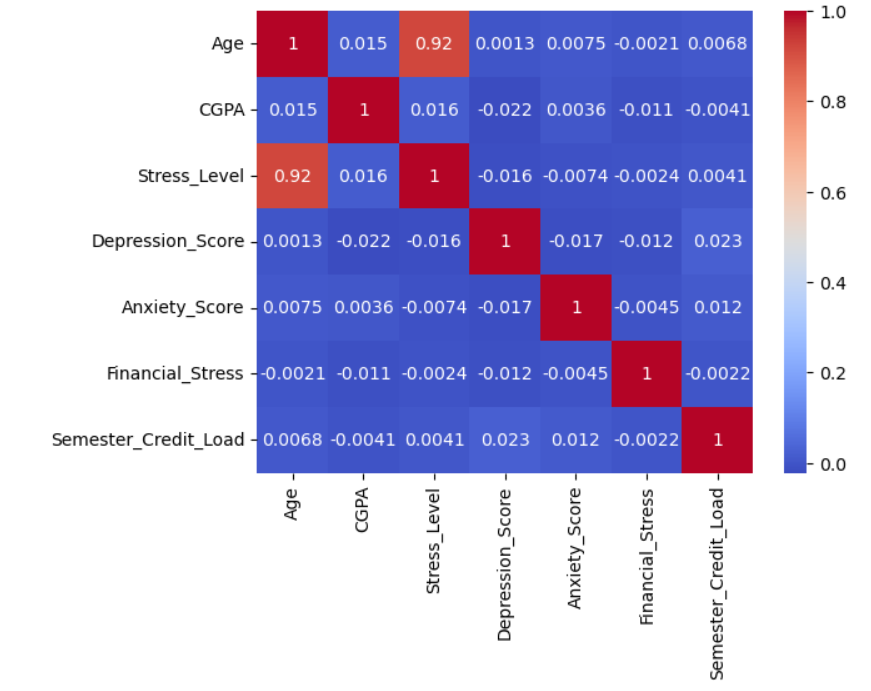 Age 1 0.015 0.92 0.0013 0.0075 -0.0021 0.0068
CGPA 0.015 1 0.016 -0.022 0.0036 -0.011 -0.0041
Stress_Level 0.92 0.016 1 -0.016 -0.0074 -0.0024 0.0041
Depression_Score 0.0013 -0.022 -0.016 1 -0.017 -0.012 0.023
Anxiety_Score 0.0075 0.0036 -0.0074 -0.017 1 -0.0045 0.012
Financial_Stress -0.0021 -0.011 -0.0024 -0.012 -0.0045 1 -0.0022
Semester_Credit_Load 0.0068 -0.0041 0.0041 0.023 0.012 -0.0022 1
Age
CGPA
Stress_Level
Depression_Score
Anxiety_Score
Financial_Stress
Semester_Credit_Load
1.0
0.8
0.6
0.4
0.2
0.0